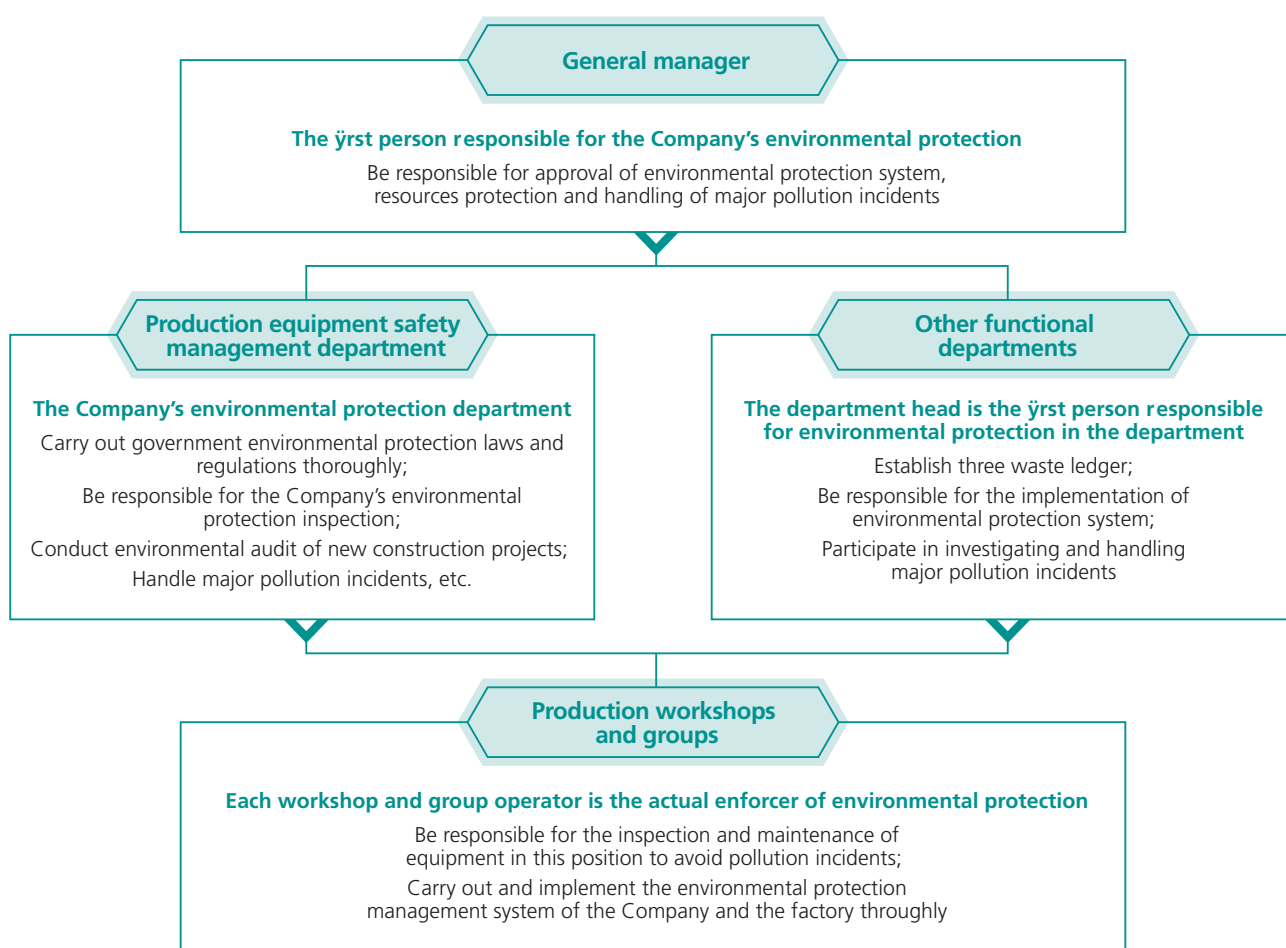 General manager
The ÿrst person responsible for the Company’s environmental protection
Be responsible for approval of environmental protection system,
resources protection and handling of major pollution incidents
Production equipment safety
management department
The Company’s environmental protection department
Carry out government environmental protection laws and
regulations thoroughly;
Be responsible for the Company’s environmental
protection inspection;
Conduct environmental audit of new construction projects;
Handle major pollution incidents, etc.
Other functional
departments
The department head is the ÿrst person responsible
for environmental protection in the department
Establish three waste ledger;
Be responsible for the implementation of
environmental protection system;
Participate in investigating and handling
major pollution incidents
Production workshops
and groups
Each workshop and group operator is the actual enforcer of environmental protection
Be responsible for the inspection and maintenance of
equipment in this position to avoid pollution incidents;
Carry out and implement the environmental protection
management system of the Company and the factory throughly